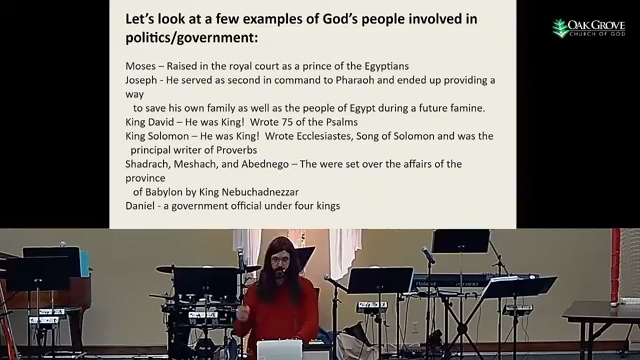 Let's look at a few examples of God's people involved in
politics/government:
OAK GROVE
CHURCH OF GOD
Moses – Raised in the royal court as a prince of the Egyptians
Joseph - He served as second in command to Pharaoh and ended up providing a
way
to save his own family as well as the people of Egypt during a future famine.
King David – He was King! Wrote 75 of the Psalms
King Solomon – He was King! Wrote Ecclesiastes, Song of Solomon and was the
principal writer of Proverbs
Shadrach, Meshach, and Abednego – The were set over the affairs of the
province
of Babylon by King Nebuchadnezzar
Daniel - a government official under four kings